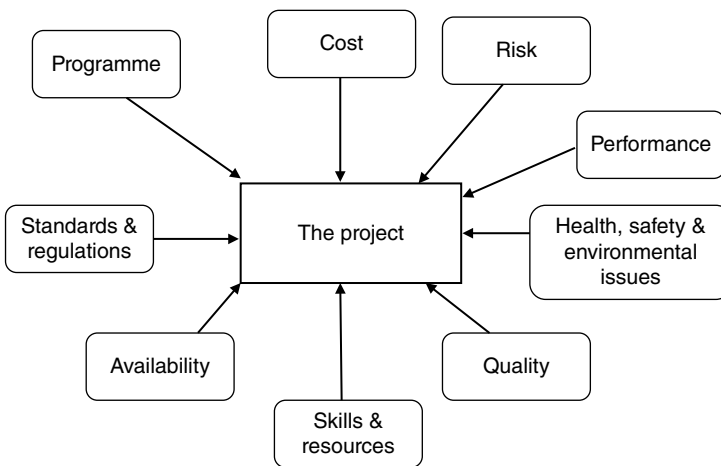 Cost
Risk
Programme
Performance
Standards &
regulations
The project
Health, safety &
environmental
issues
Availability
Quality
Skills &
resources